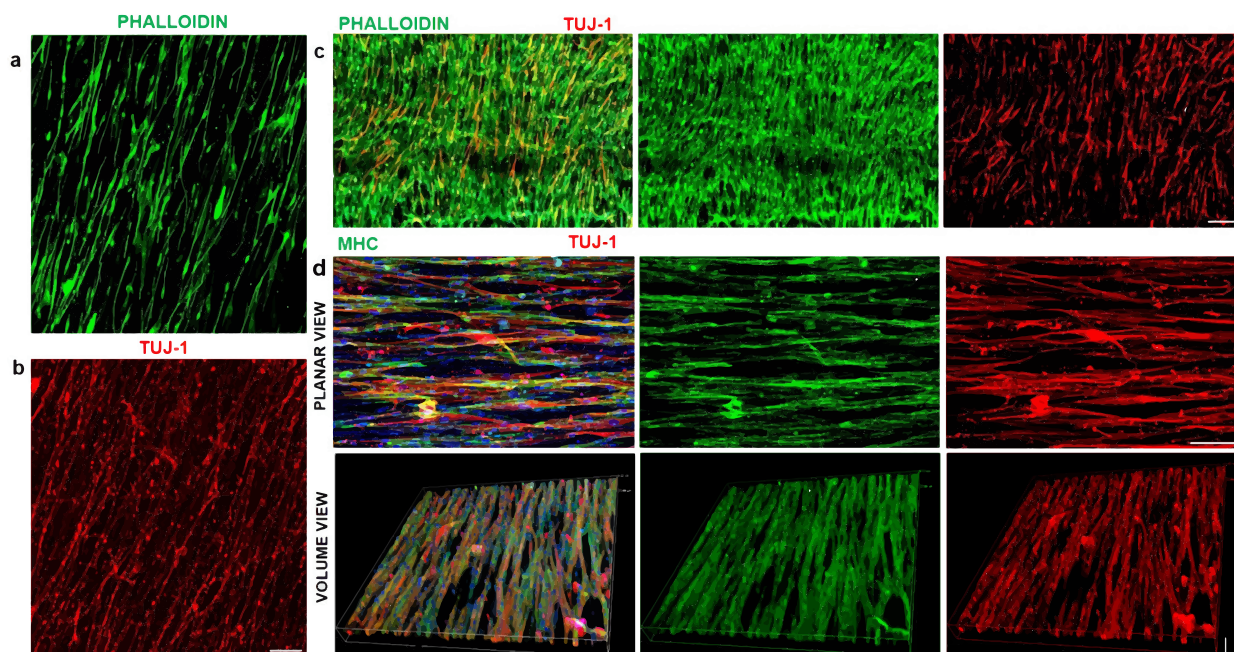 PHALLOIDIN
a
TUJ-1
b
PHALLOIDIN TUJ-1
c
MHC TUJ-1
d
PLANAR VIEW
VOLUME VIEW